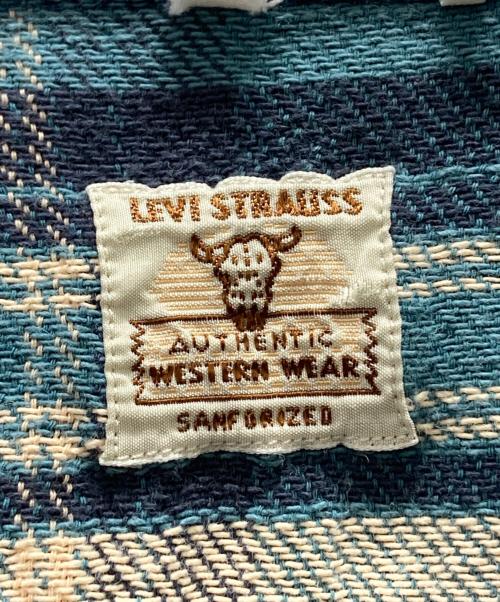 LEVI STRAUSS
AUTHENTIC
WESTERN WEAR
SANFORIZED